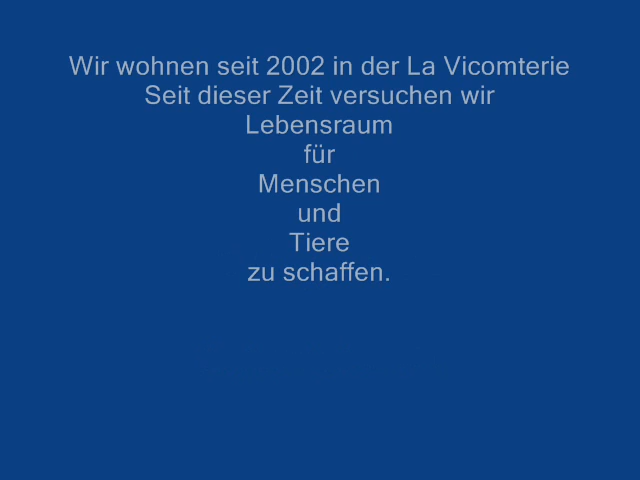 Wir wohnen seit 2002 in der La Vicomterie
Seit dieser Zeit versuchen wir
Lebensraum
für
Menschen
und
Tiere
zu schaffen.